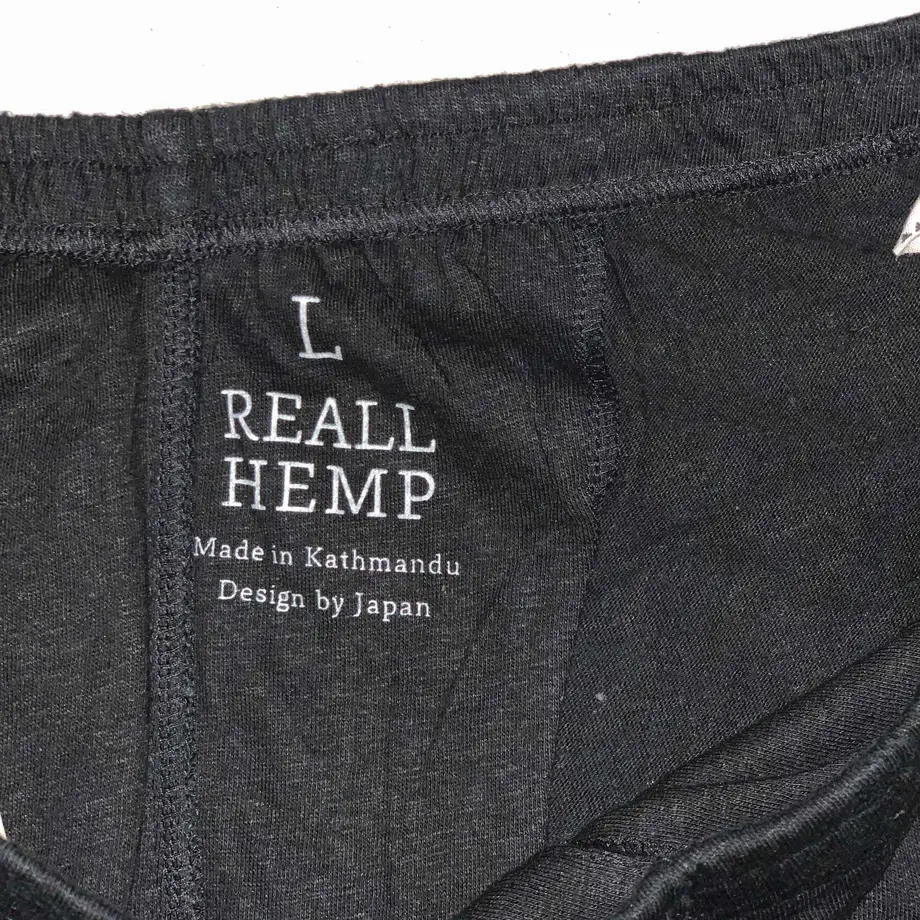 L
REALL
HEMP
Made in Kathmandu
Design by Japan